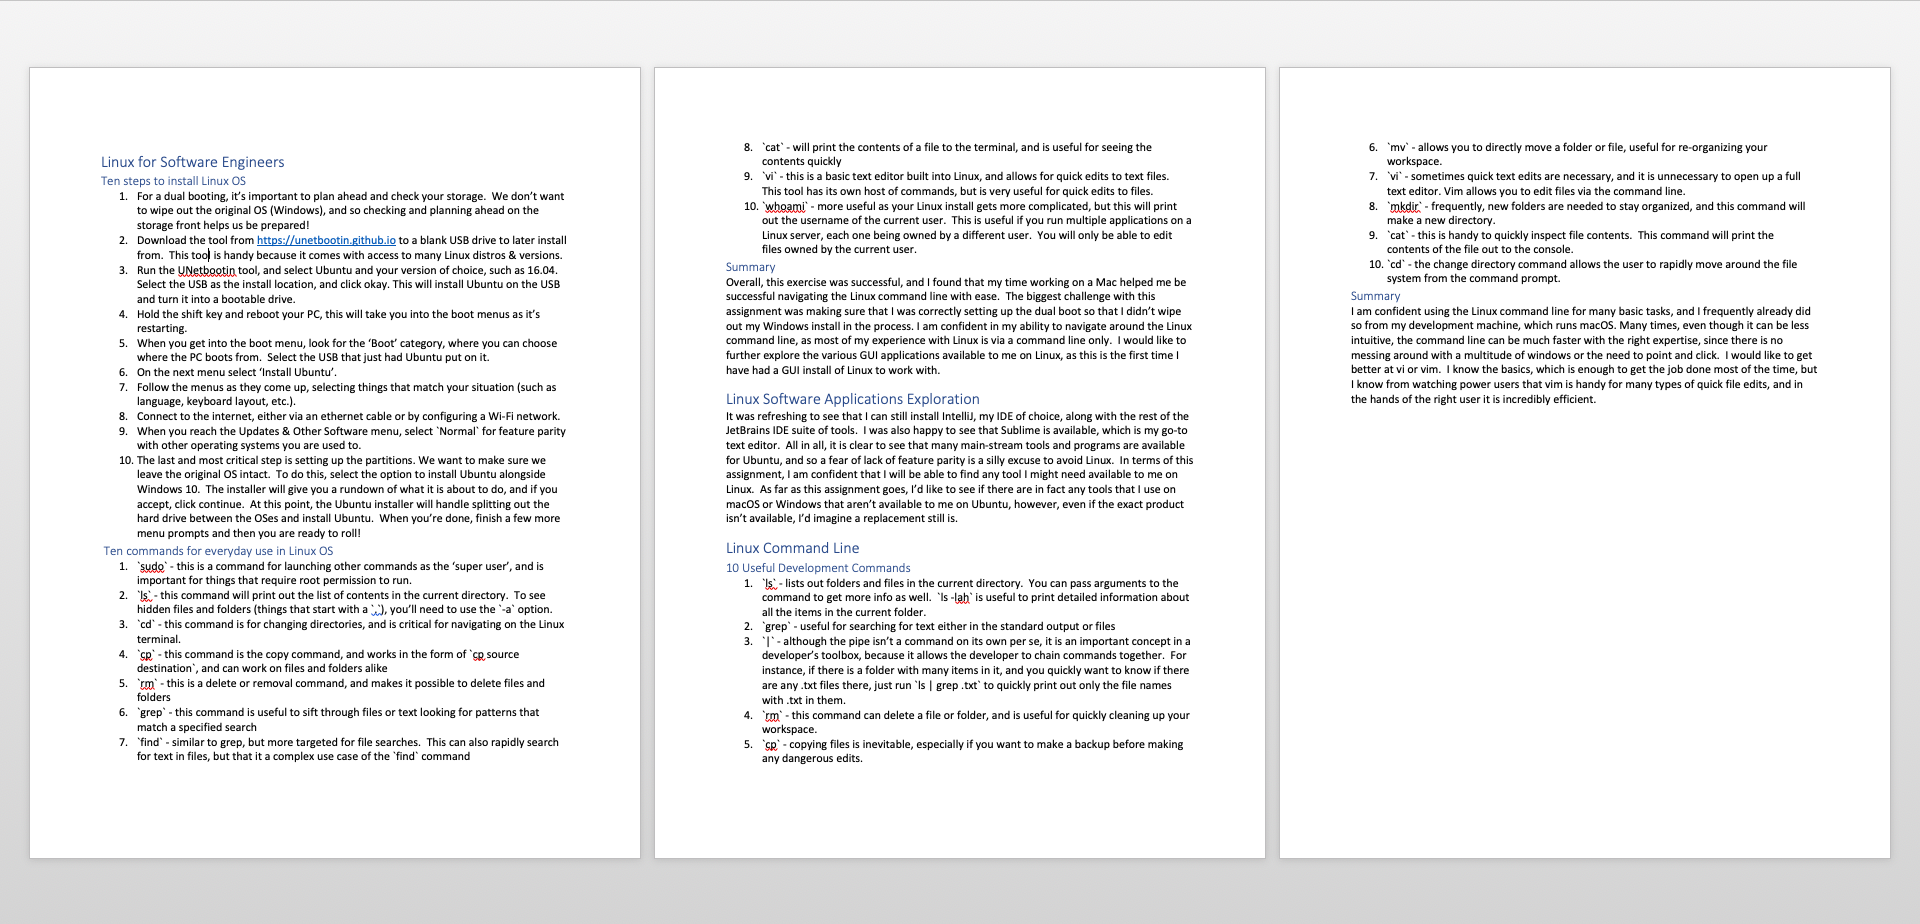 Linux for Software Engineers
Ten steps to install Linux OS
1. For a dual booting, it's important to plan ahead and check your storage.  We don't want
to wipe out the original OS (Windows), and so checking and planning ahead on the
storage front helps us be prepared!
2. Download the tool from https://unetbootin.github.io to a blank USB drive to later install
from.  This tool is handy because it comes with access to many Linux distros & versions.
3. Run the UNetbootin tool, and select Ubuntu and your version of choice, such as 16.04.
Select the USB as the install location, and click okay. This will install Ubuntu on the USB
and turn it into a bootable drive.
4. Hold the shift key and reboot your PC, this will take you into the boot menus as it's
restarting.
5. When you get into the boot menu, look for the 'Boot' category, where you can choose
where the PC boots from.  Select the USB that just had Ubuntu put on it.
6. On the next menu select 'Install Ubuntu'.
7. Follow the menus as they come up, selecting things that match your situation (such as
language, keyboard layout, etc.).
8. Connect to the internet, either via an ethernet cable or by configuring a Wi-Fi network.
9. When you reach the Updates & Other Software menu, select `Normal` for feature parity
with other operating systems you are used to.
10. The last and most critical step is setting up the partitions. We want to make sure we
leave the original OS intact.  To do this, select the option to install Ubuntu alongside
Windows 10.  The installer will give you a rundown of what it is about to do, and if you
accept, click continue.  At this point, the Ubuntu installer will handle splitting out the
hard drive between the OSes and install Ubuntu.  When you're done, finish a few more
menu prompts and then you are ready to roll!
Ten commands for everyday use in Linux OS
1. `sudo` - this is a command for launching other commands as the 'super user', and is
important for things that require root permission to run.
2. `ls` - this command will print out the list of contents in the current directory.  To see
hidden files and folders (things that start with a `.`), you'll need to use the `-a` option.
3. `cd` - this command is for changing directories, and is critical for navigating on the Linux
terminal.
4. `cp` - this command is the copy command, and works in the form of `cp source
destination`, and can work on files and folders alike
5. `rm` - this is a delete or removal command, and makes it possible to delete files and
folders
6. `grep` - this command is useful to sift through files or text looking for patterns that
match a specified search
7. `find` - similar to grep, but more targeted for file searches.  This can also rapidly search
for text in files, but that it a complex use case of the `find` command
8. `cat` - will print the contents of a file to the terminal, and is useful for seeing the
contents quickly
9. `vi` - this is a basic text editor built into Linux, and allows for quick edits to text files.
This tool has its own host of commands, but is very useful for quick edits to files.
10. `whoami` - more useful as your Linux install gets more complicated, but this will print
out the username of the current user.  This is useful if you run multiple applications on a
Linux server, each one being owned by a different user.  You will only be able to edit
files owned by the current user.
Summary
Overall, this exercise was successful, and I found that my time working on a Mac helped me be
successful navigating the Linux command line with ease.  The biggest challenge with this
assignment was making sure that I was correctly setting up the dual boot so that I didn't wipe
out my Windows install in the process. I am confident in my ability to navigate around the Linux
command line, as most of my experience with Linux is via a command line only.  I would like to
further explore the various GUI applications available to me on Linux, as this is the first time I
have had a GUI install of Linux to work with.
Linux Software Applications Exploration
It was refreshing to see that I can still install IntelliJ, my IDE of choice, along with the rest of the
JetBrains IDE suite of tools.  I was also happy to see that Sublime is available, which is my go-to
text editor.  All in all, it is clear to see that many main-stream tools and programs are available
for Ubuntu, and so a fear of lack of feature parity is a silly excuse to avoid Linux.  In terms of this
assignment, I am confident that I will be able to find any tool I might need available to me on
Linux.  As far as this assignment goes, I'd like to see if there are in fact any tools that I use on
macOS or Windows that aren't available to me on Ubuntu, however, even if the exact product
isn't available, I'd imagine a replacement still is.
Linux Command Line
10 Useful Development Commands
1. `ls` - lists out folders and files in the current directory.  You can pass arguments to the
command to get more info as well.  `ls -lah` is useful to print detailed information about
all the items in the current folder.
2. `grep` - useful for searching for text either in the standard output or files
3. `|` - although the pipe isn't a command on its own per se, it is an important concept in a
developer's toolbox, because it allows the developer to chain commands together.  For
instance, if there is a folder with many items in it, and you quickly want to know if there
are any .txt files there, just run `ls | grep .txt` to quickly print out only the file names
with .txt in them.
4. `rm` - this command can delete a file or folder, and is useful for quickly cleaning up your
workspace.
5. `cp` - copying files is inevitable, especially if you want to make a backup before making
any dangerous edits.
6. `mv` - allows you to directly move a folder or file, useful for re-organizing your
workspace.
7. `vi` - sometimes quick text edits are necessary, and it is unnecessary to open up a full
text editor. Vim allows you to edit files via the command line.
8. `mkdir` - frequently, new folders are needed to stay organized, and this command will
make a new directory.
9. `cat` - this is handy to quickly inspect file contents.  This command will print the
contents of the file out to the console.
10. `cd` - the change directory command allows the user to rapidly move around the file
system from the command prompt.
Summary
I am confident using the Linux command line for many basic tasks, and I frequently already did
so from my development machine, which runs macOS. Many times, even though it can be less
intuitive, the command line can be much faster with the right expertise, since there is no
messing around with a multitude of windows or the need to point and click.  I would like to get
better at vi or vim.  I know the basics, which is enough to get the job done most of the time, but
I know from watching power users that vim is handy for many types of quick file edits, and in
the hands of the right user it is incredibly efficient.